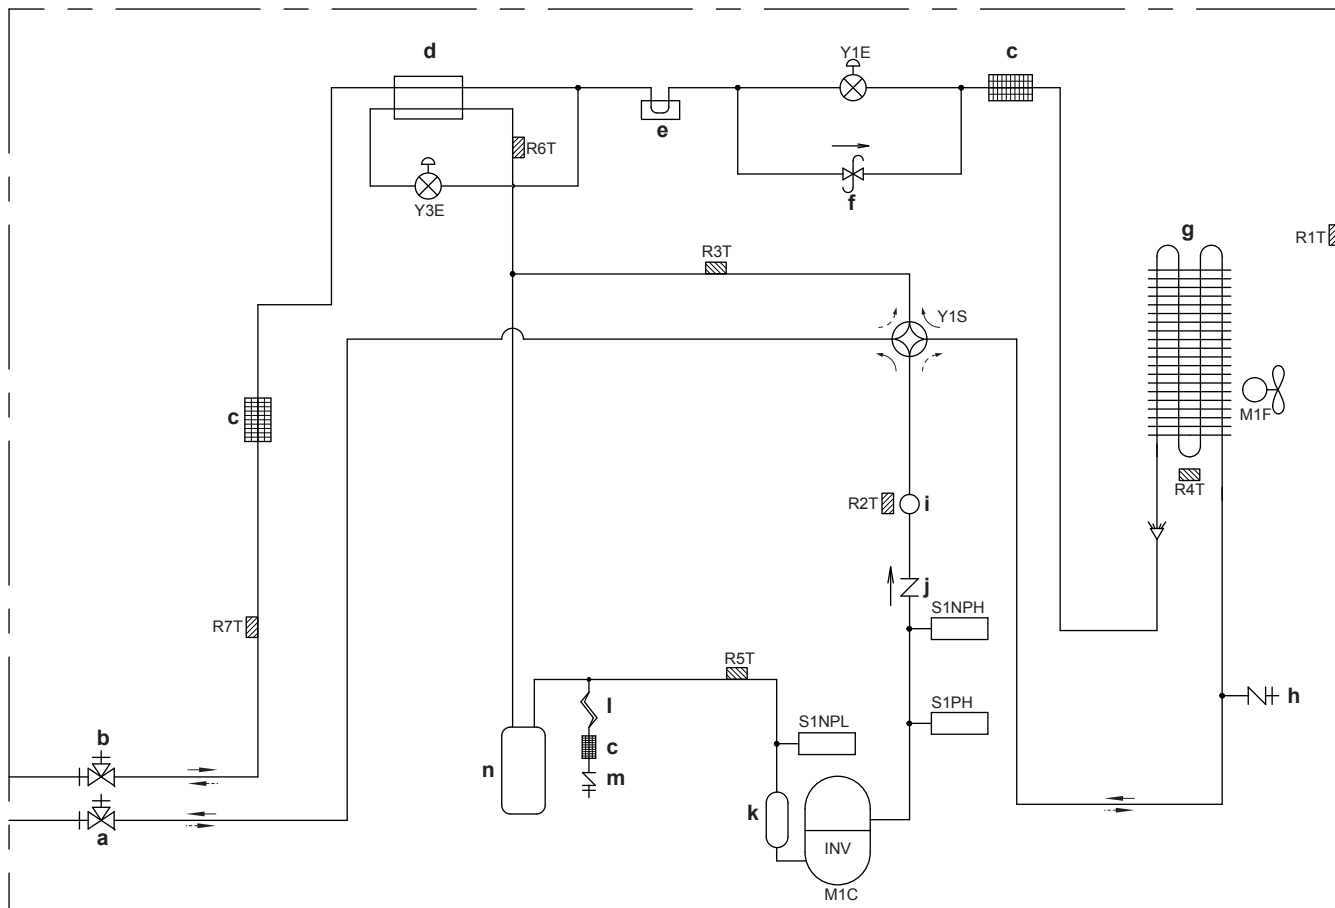 d
Y1E
c
e
R6T
Y3E
f
g
R1T
R3T
Y1S
c
M1F
R4T
R2T
i
j
S1NPH
R7T
R5T
l
S1NPL
S1PH
h
b
n
c
m
k
a
INV
M1C